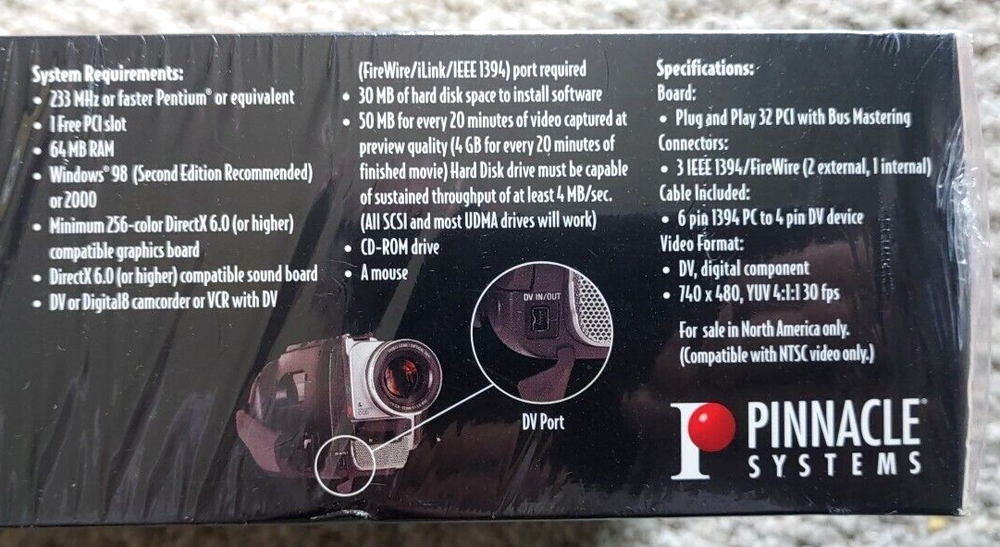 System Requirements:
• 233 MHz or faster Pentium® or equivalent
• 1 Free PCI slot
• 64 MB RAM
• Windows® 98 (Second Edition Recommended)
or 2000
• Minimum 256-color DirectX 6.0 (or higher)
compatible graphics board
• DirectX 6.0 (or higher) compatible sound board
• DV or Digital8 camcorder or VCR with DV
(FireWire/iLink/IEEE 1394) port required
• 30 MB of hard disk space to install software
• 50 MB for every 20 minutes of video captured at
preview quality (4 GB for every 20 minutes of
finished movie) Hard Disk drive must be capable
of sustained throughput of at least 4 MB/sec.
(All SCSI and most UDMA drives will work)
• CD-ROM drive
• A mouse
DV IN/OUT
DV Port
Specifications:
Board:
• Plug and Play 32 PCI with Bus Mastering
Connectors:
• 3 IEEE 1394/FireWire (2 external, 1 internal)
Cable Included:
• 6 pin 1394 PC to 4 pin DV device
Video Format:
• DV, digital component
• 740 x 480, YUV 4:1:1 30 fps
For sale in North America only.
(Compatible with NTSC video only.)
PINNACLE®
SYSTEMS